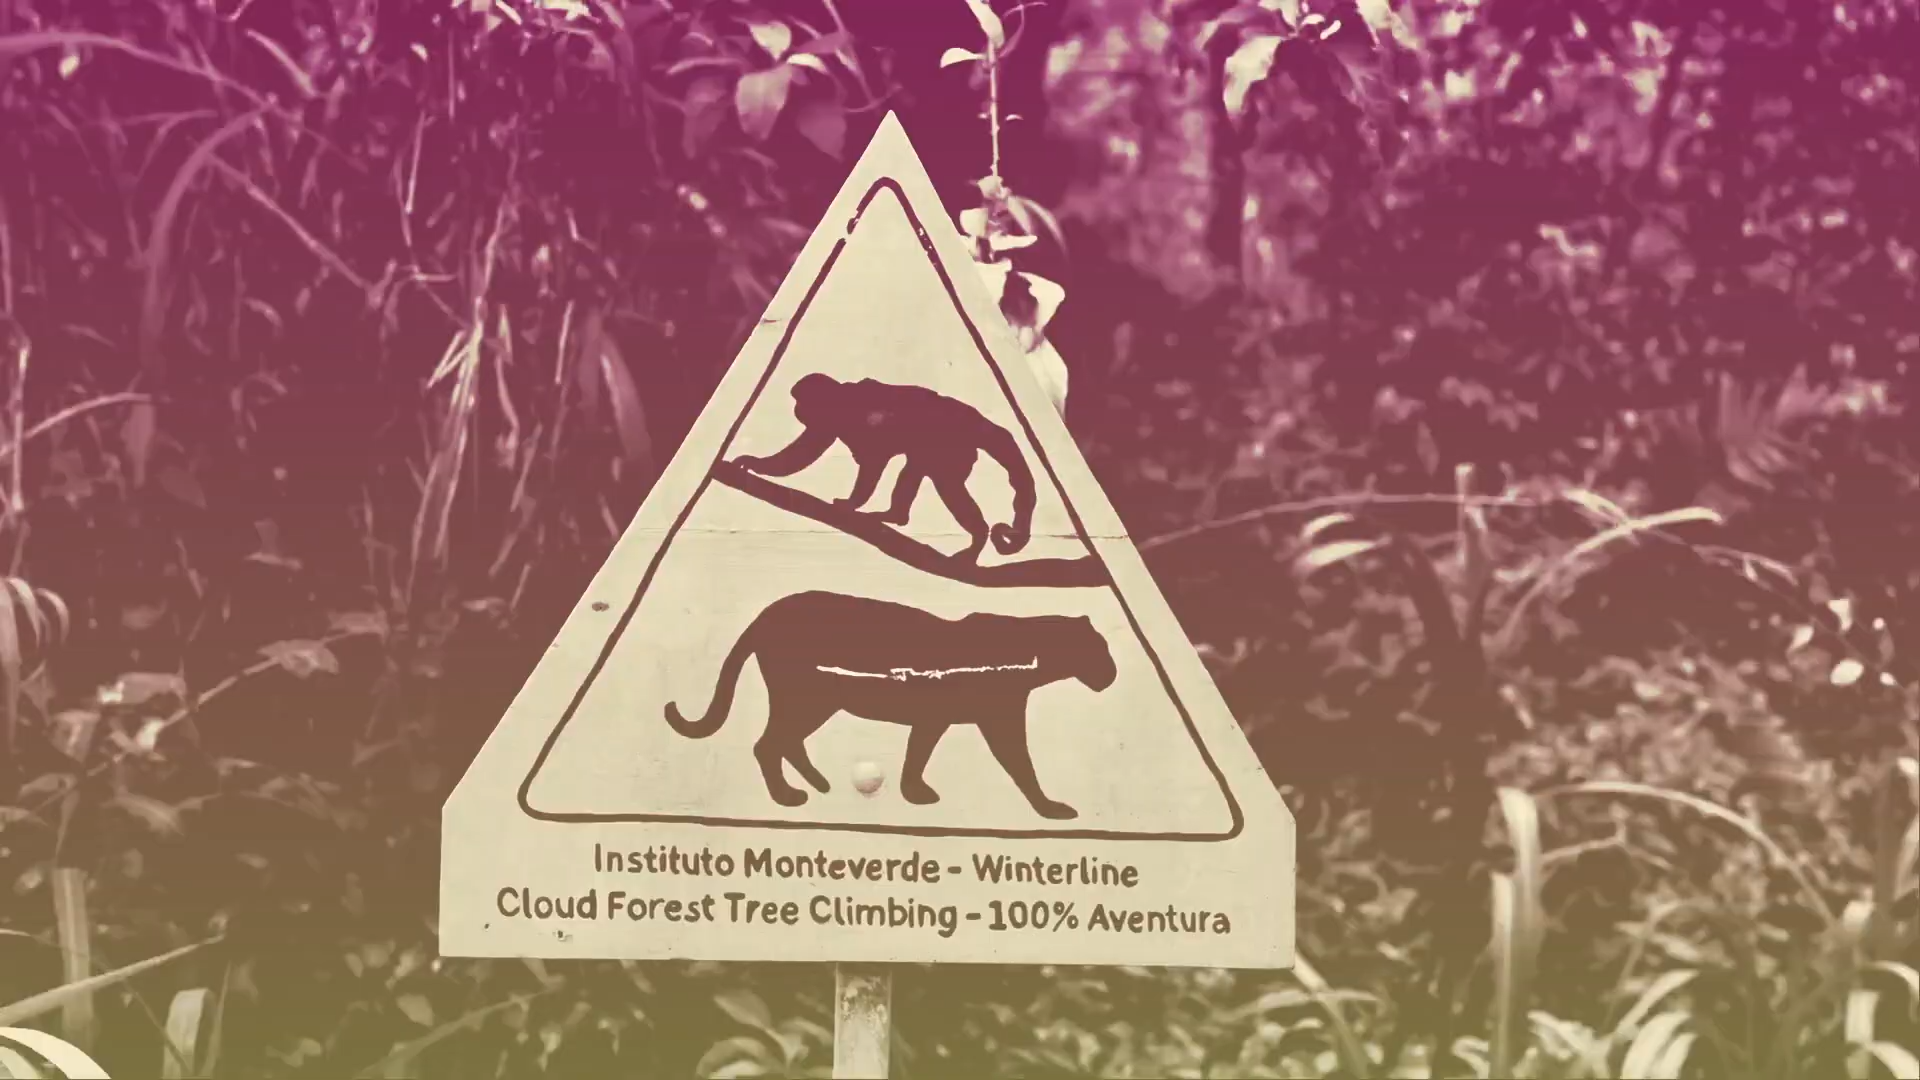 Instituto Monteverde - Winterline
Cloud Forest Tree Climbing - 100% Aventura